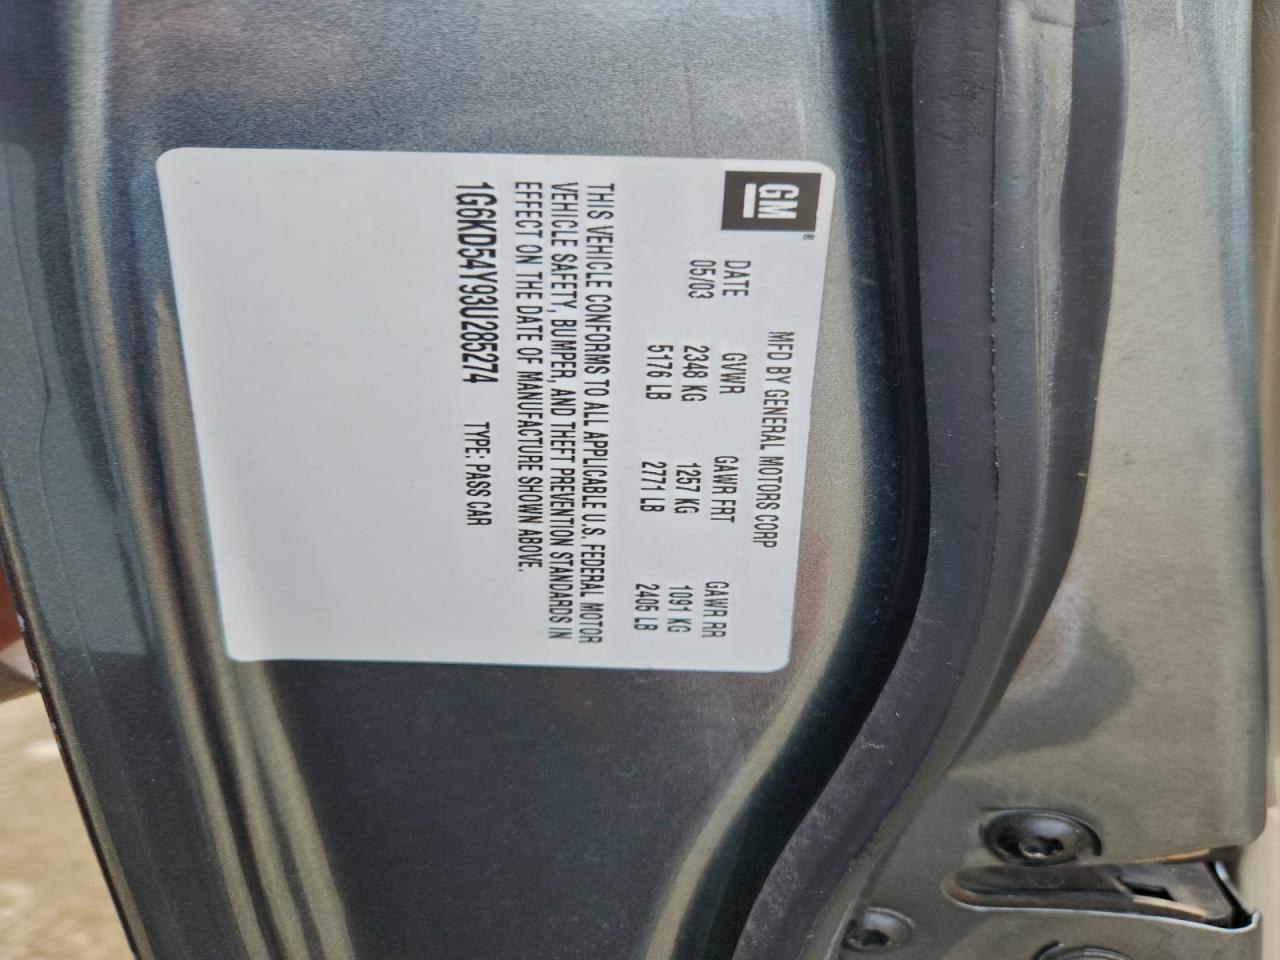 GM®
MFD BY GENERAL MOTORS CORP
DATE GVWR GAWR FRT GAWR RR
05/03 2348 KG 1257 KG 1091 KG
5176 LB 2771 LB 2405 LB
THIS VEHICLE CONFORMS TO ALL APPLICABLE U.S. FEDERAL MOTOR
VEHICLE SAFETY, BUMPER, AND THEFT PREVENTION STANDARDS IN
EFFECT ON THE DATE OF MANUFACTURE SHOWN ABOVE.
1G6KD54Y93U285274 TYPE: PASS CAR